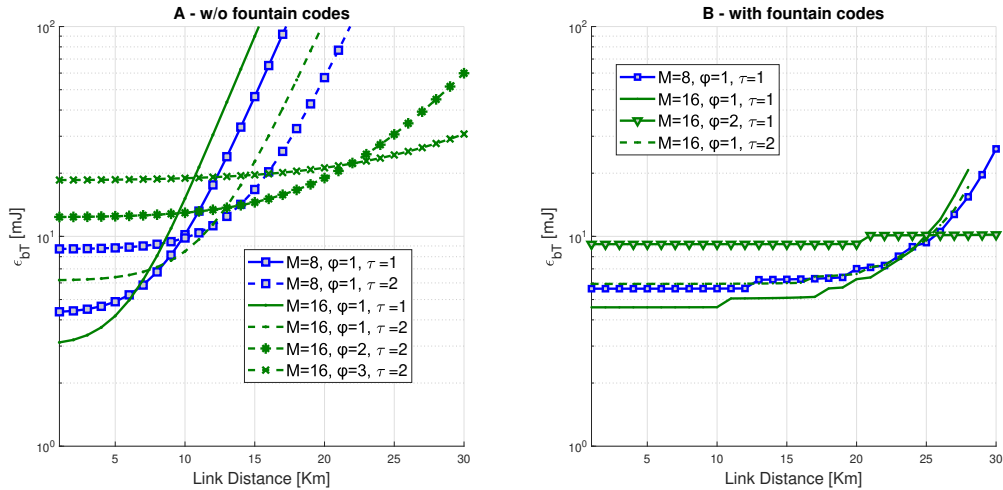 A - w/o fountain codes
10^2
10^1
10^0
ϵ_bT [mJ]
5
10
15
20
25
30
Link Distance [Km]
M=8, φ=1, τ=1
M=8, φ=1, τ=2
M=16, φ=1, τ=1
M=16, φ=1, τ=2
M=16, φ=2, τ=2
M=16, φ=3, τ=2
B - with fountain codes
10^2
10^1
10^0
ϵ_bT [mJ]
5
10
15
20
25
30
Link Distance [Km]
M=8, φ=1, τ=1
M=16, φ=1, τ=1
M=16, φ=2, τ=1
M=16, φ=1, τ=2